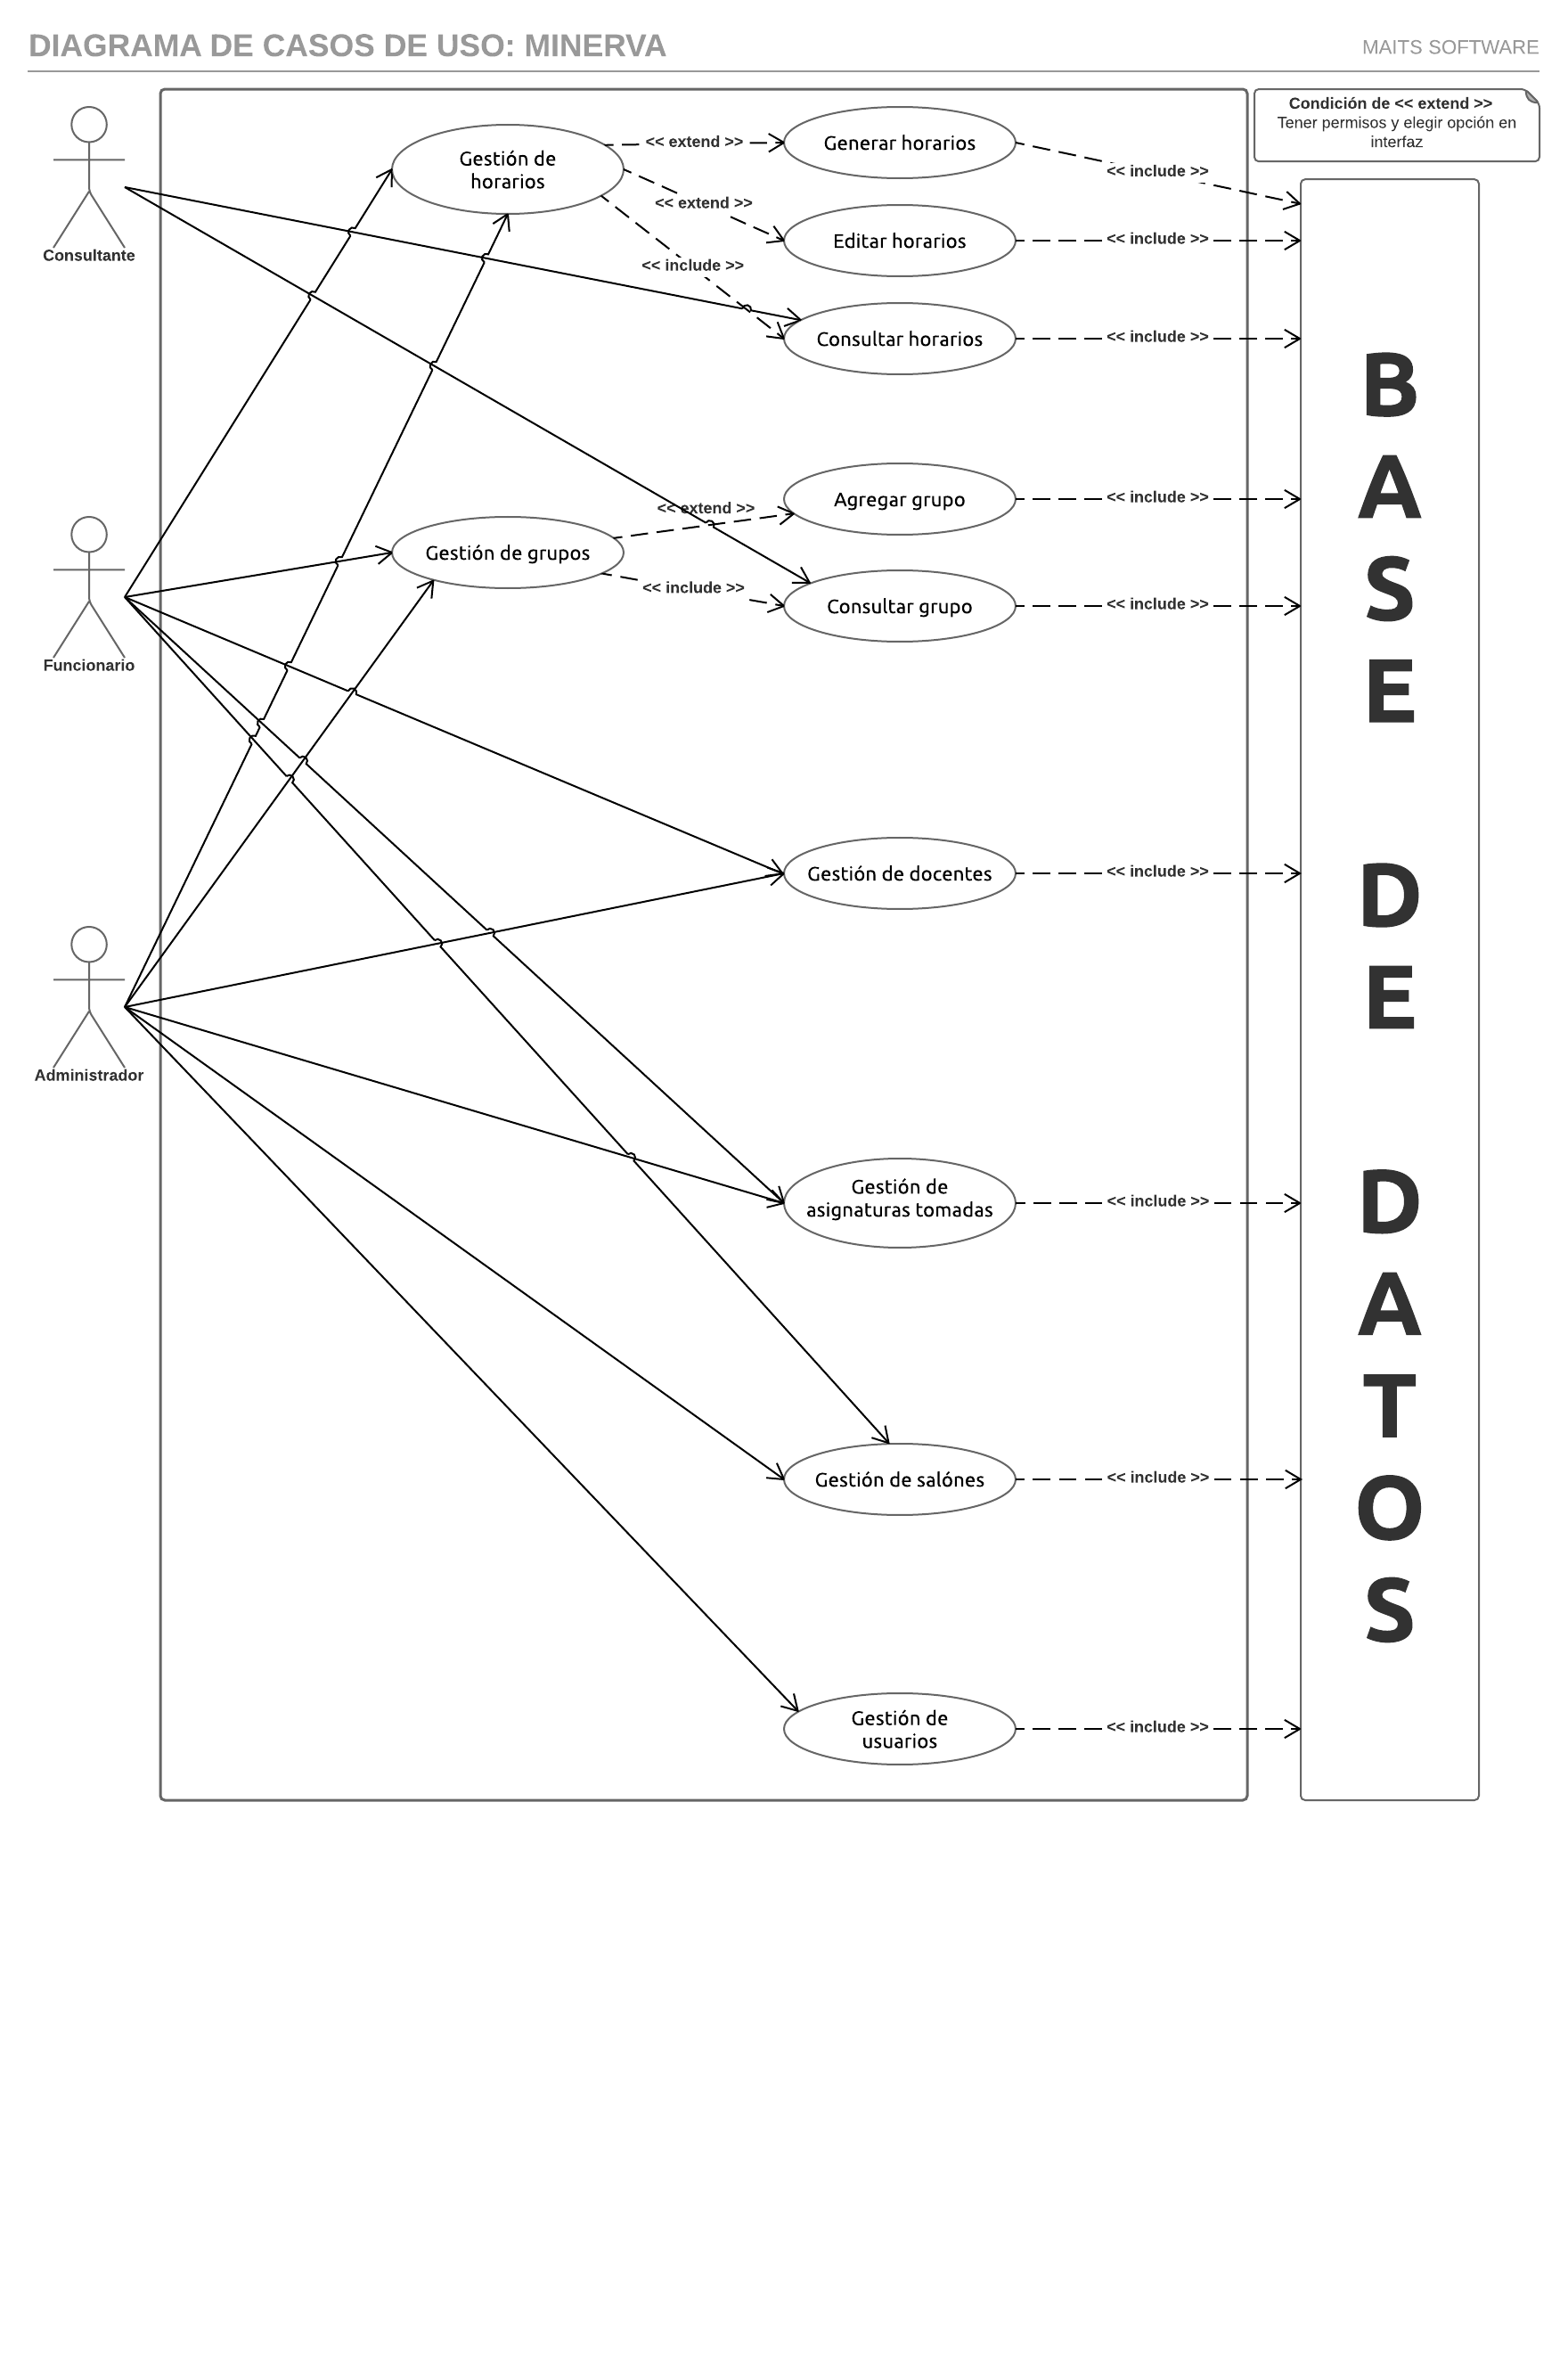 DIAGRAMA DE CASOS DE USO: MINERVA
MAITS SOFTWARE
Condición de << extend >>
Tener permisos y elegir opción en
interfaz
Consultante
Gestión de
horarios
<< extend >>
Generar horarios
<< include >>
<< extend >>
Editar horarios
<< include >>
<< include >>
Consultar horarios
<< include >>
Funcionario
Gestión de grupos
<< extend >>
Agregar grupo
<< include >>
<< include >>
Consultar grupo
<< include >>
Gestión de docentes
<< include >>
Administrador
Gestión de
asignaturas tomadas
<< include >>
Gestión de salónes
<< include >>
Gestión de
usuarios
<< include >>
B
A
S
E
D
E
D
A
T
O
S